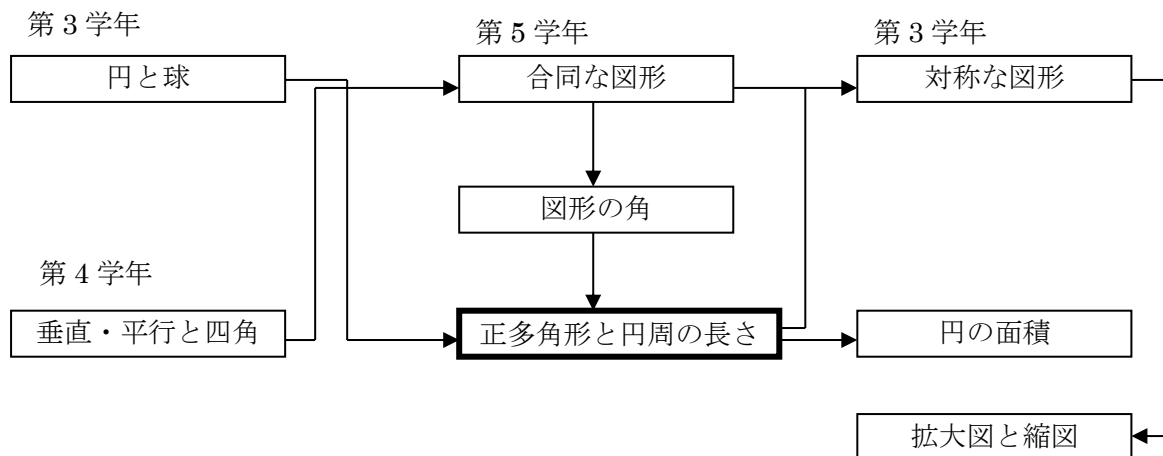 第３学年
第５学年
第３学年
円と球
合同な図形
対称な図形
図形の角
第４学年
垂直・平行と四角
正多角形と円周の長さ
円の面積
拡大図と縮図